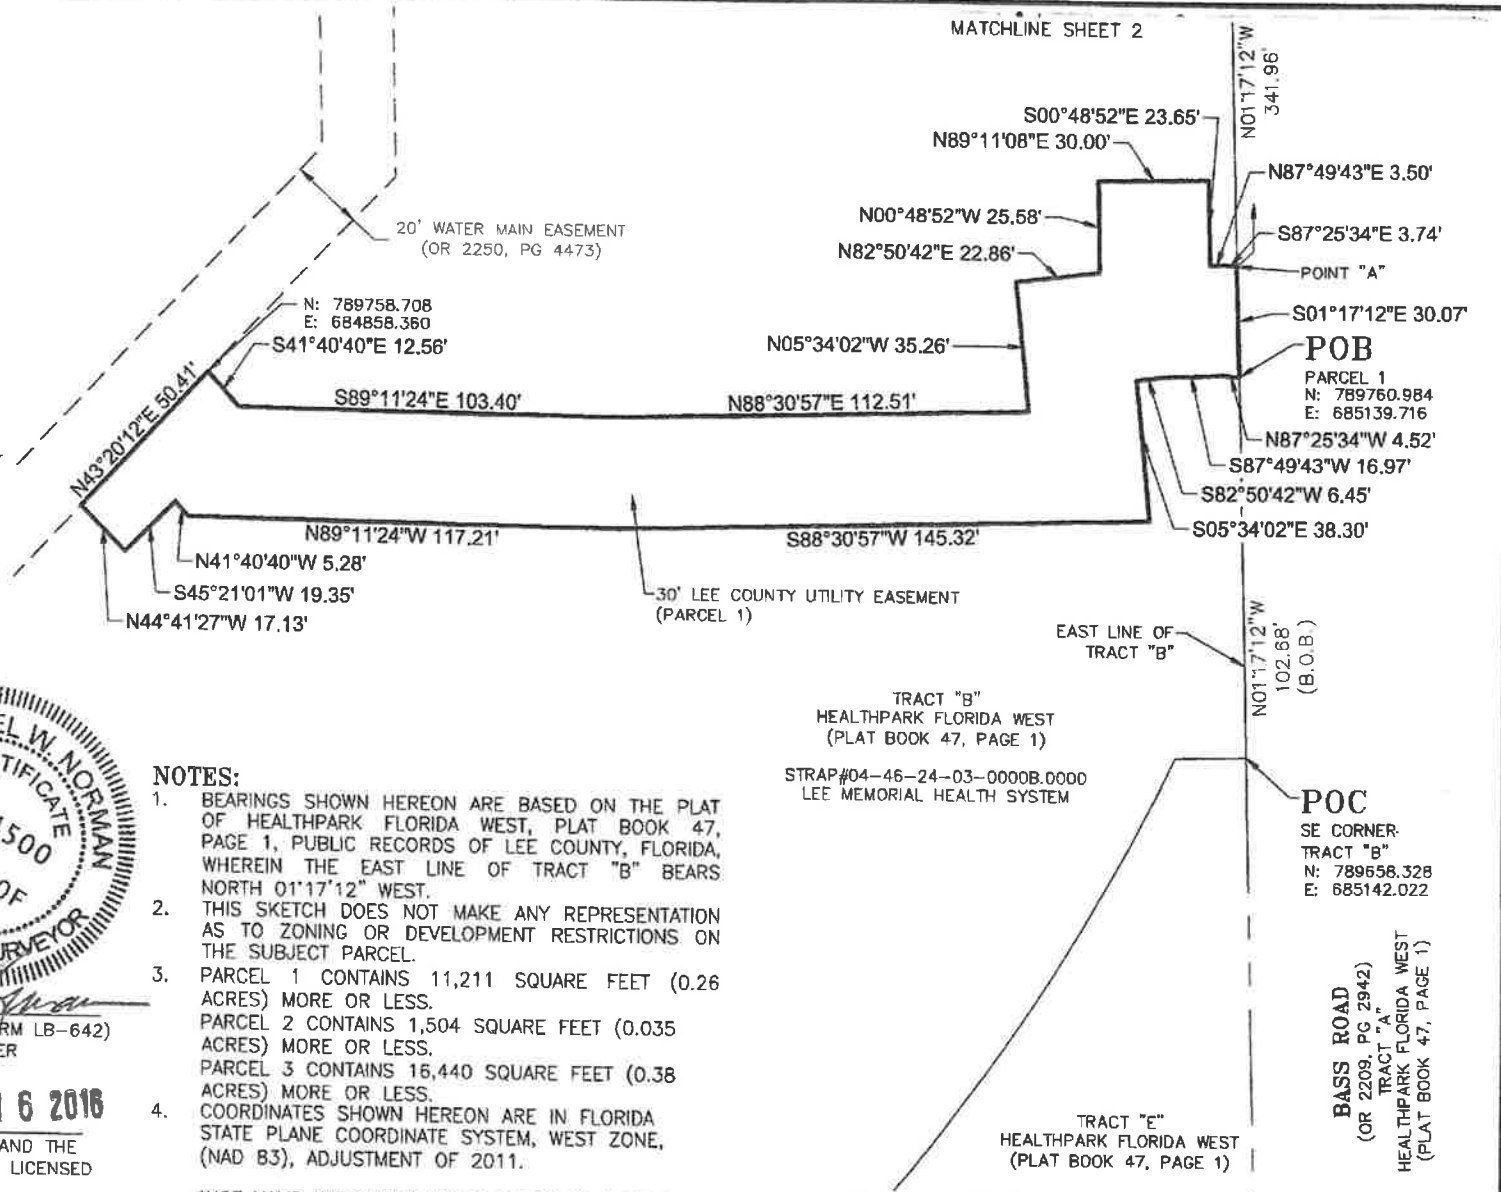 MATCHLINE SHEET 2
N01°17'12"W
341.96'
S00°48'52"E 23.65'
N89°11'08"E 30.00'
N87°49'43"E 3.50'
N00°48'52"W 25.58'
S87°25'34"E 3.74'
N82°50'42"E 22.86'
POINT "A"
20' WATER MAIN EASEMENT
(OR 2250, PG 4473)
N: 789758.708
E: 684858.360
S41°40'40"E 12.56'
N05°34'02"W 35.26'
S01°17'12"E 30.07'
POB
PARCEL 1
N: 789760.984
E: 685139.716
N43°20'12"E 50.41'
S89°11'24"E 103.40'
N88°30'57"E 112.51'
N87°25'34"W 4.52'
S87°49'43"W 16.97'
S82°50'42"W 6.45'
S05°34'02"E 38.30'
N89°11'24"W 117.21'
S88°30'57"W 145.32'
N41°40'40"W 5.28'
S45°21'01"W 19.35'
N44°41'27"W 17.13'
30' LEE COUNTY UTILITY EASEMENT
(PARCEL 1)
EAST LINE OF
TRACT "B"
N01°17'12"W
102.68'
(B.O.B.)
TRACT "B"
HEALTHPARK FLORIDA WEST
(PLAT BOOK 47, PAGE 1)
STRAP#04-46-24-03-0000B.0000
LEE MEMORIAL HEALTH SYSTEM
POC
SE CORNER-
TRACT "B"
N: 789658.328
E: 685142.022
EL W. NORMAN
TIFICATE
4500
OF
URVEYOR
RM LB-642)
ER
6 2016
AND THE
LICENSED
NOTES:
1. BEARINGS SHOWN HEREON ARE BASED ON THE PLAT
OF HEALTHPARK FLORIDA WEST, PLAT BOOK 47,
PAGE 1, PUBLIC RECORDS OF LEE COUNTY, FLORIDA,
WHEREIN THE EAST LINE OF TRACT "B" BEARS
NORTH 01°17'12" WEST.
2. THIS SKETCH DOES NOT MAKE ANY REPRESENTATION
AS TO ZONING OR DEVELOPMENT RESTRICTIONS ON
THE SUBJECT PARCEL.
3. PARCEL 1 CONTAINS 11,211 SQUARE FEET (0.26
ACRES) MORE OR LESS.
PARCEL 2 CONTAINS 1,504 SQUARE FEET (0.035
ACRES) MORE OR LESS.
PARCEL 3 CONTAINS 16,440 SQUARE FEET (0.38
ACRES) MORE OR LESS.
4. COORDINATES SHOWN HEREON ARE IN FLORIDA
STATE PLANE COORDINATE SYSTEM, WEST ZONE,
(NAD 83), ADJUSTMENT OF 2011.
TRACT "E"
HEALTHPARK FLORIDA WEST
(PLAT BOOK 47, PAGE 1)
BASS ROAD
(OR 2209, PG 2942)
TRACT "A"
HEALTHPARK FLORIDA WEST
(PLAT BOOK 47, PAGE 1)